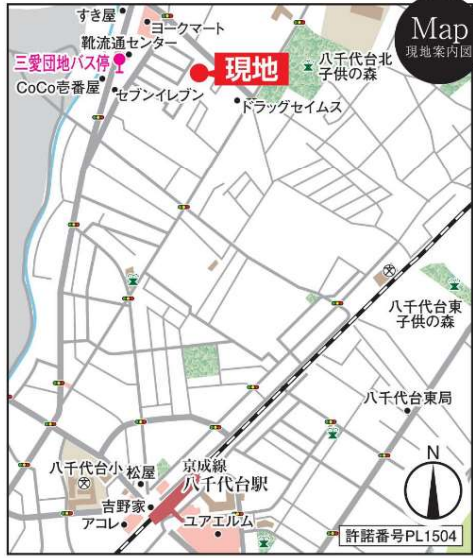 すき屋
ヨークマート
靴流通センター
三愛団地バス停
CoCo壱番屋
セブンイレブン
現地
ドラッグセイムス
八千代台北
子供の森
Map
現地案内図
八千代台東
子供の森
八千代台東局
八千代台小
松屋
京成線
八千代台駅
吉野家
アコレ
ユアエルム
N
許諾番号PL1504